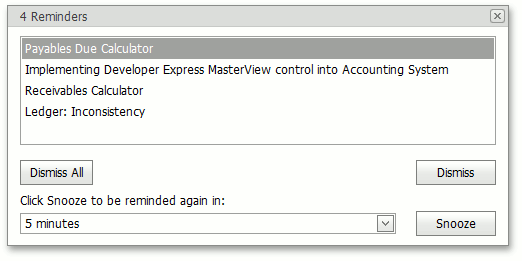 4 Reminders
Payables Due Calculator
Implementing Developer Express MasterView control into Accounting System
Receivables Calculator
Ledger: Inconsistency
Dismiss All
Dismiss
Click Snooze to be reminded again in:
5 minutes
Snooze